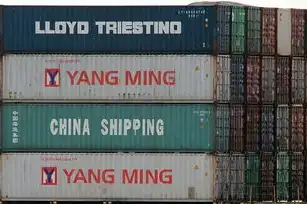 LLOYD TRIESTINO
YANG MING
CHINA SHIPPING
YANG MING